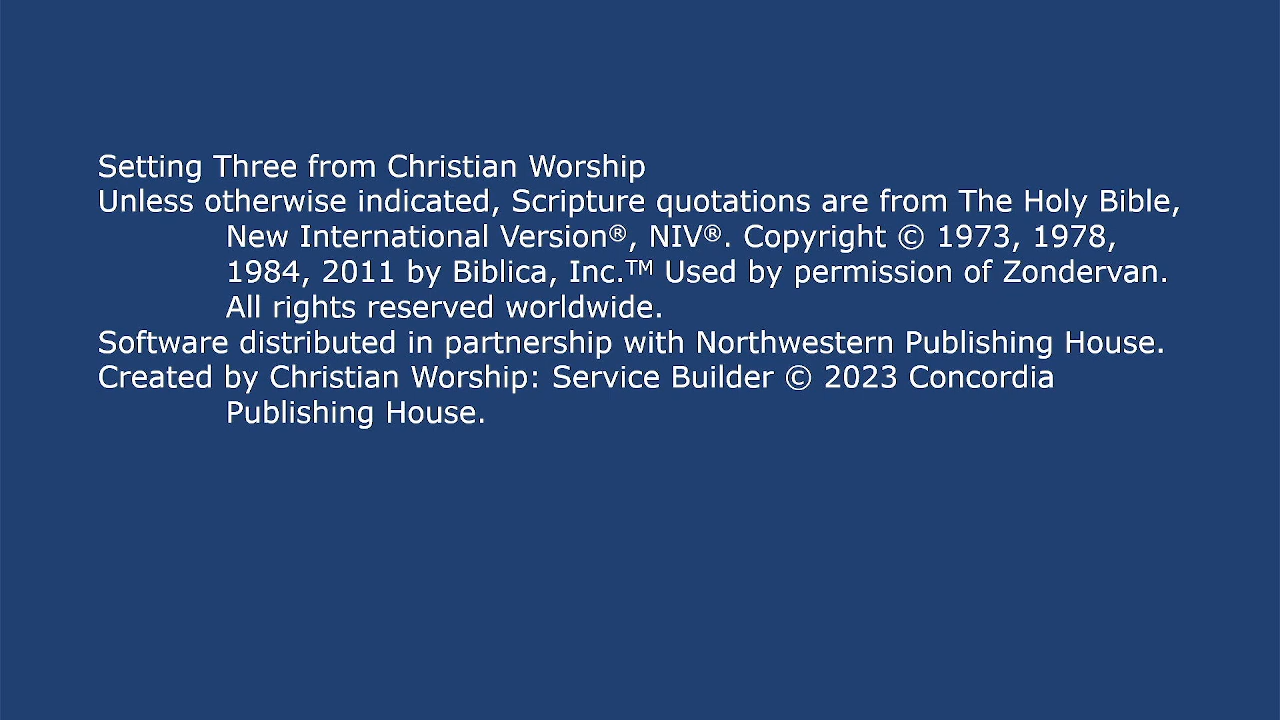 Setting Three from Christian Worship
Unless otherwise indicated, Scripture quotations are from The Holy Bible,
New International Version®, NIV®. Copyright © 1973, 1978,
1984, 2011 by Biblica, Inc.™ Used by permission of Zondervan.
All rights reserved worldwide.
Software distributed in partnership with Northwestern Publishing House.
Created by Christian Worship: Service Builder © 2023 Concordia
Publishing House.